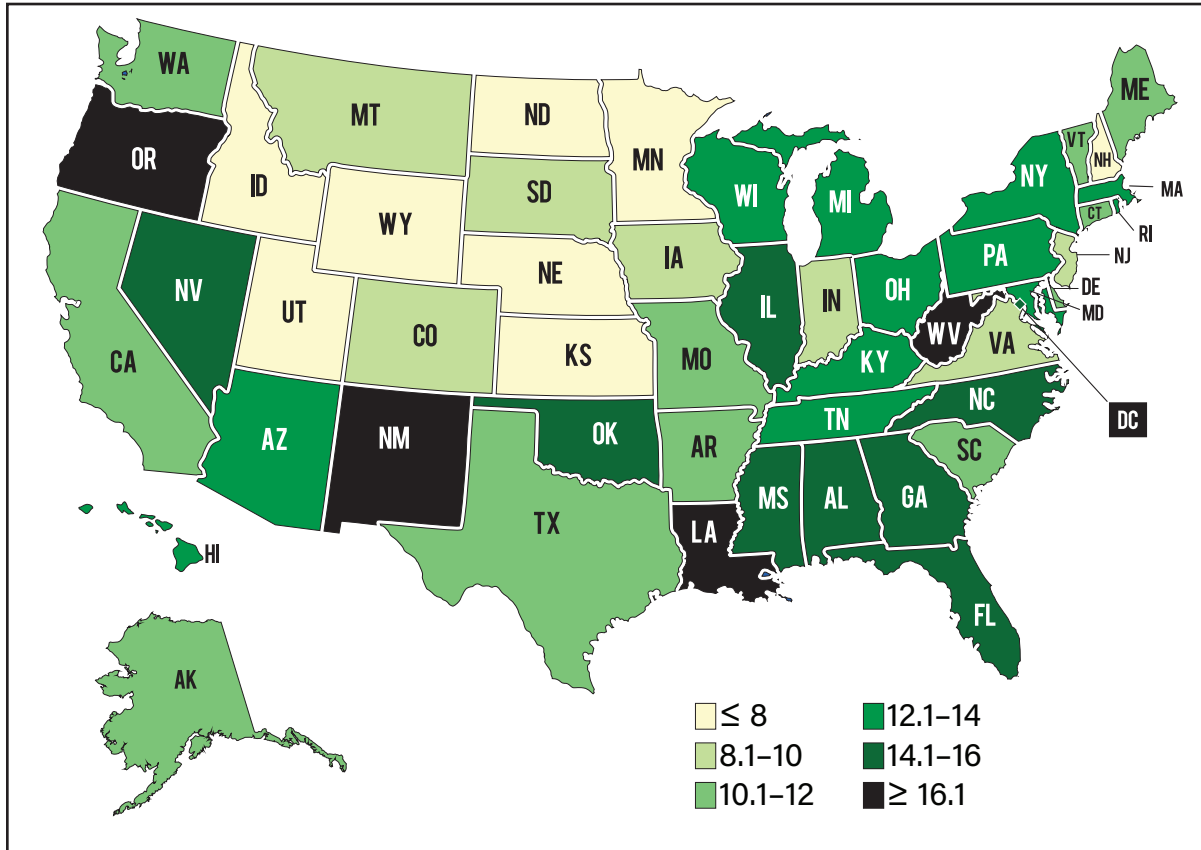 WA
MT
ND
MN
ME
VT
NH
OR
ID
SD
WI
MI
NY
MA
WY
CT
RI
IA
NE
PA
NJ
NV
UT
IL
IN
OH
DE
MD
CO
WV
VA
CA
KS
MO
KY
NC
DC
AZ
NM
OK
TN
AR
SC
MS
AL
GA
TX
LA
HI
FL
AK
≤ 8
8.1–10
10.1–12
12.1–14
14.1–16
≥ 16.1